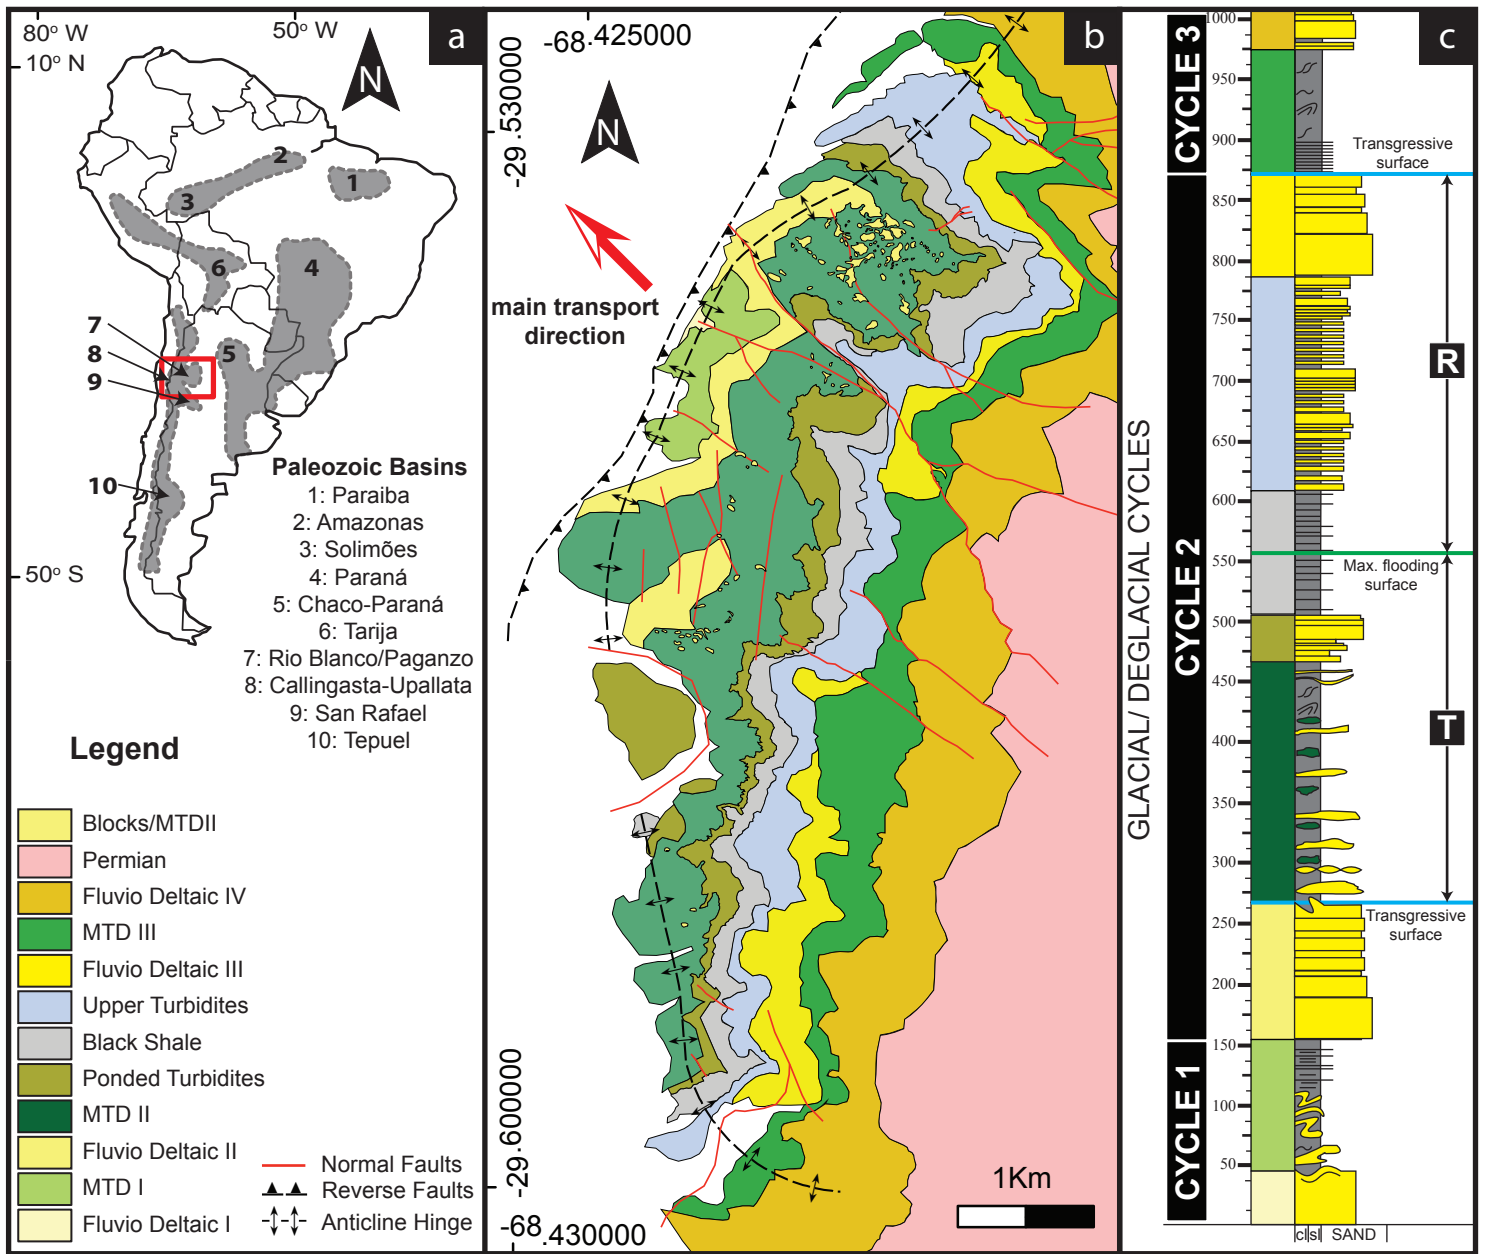 80° W
50° W
10° N
50° S
a
N
2
1
3
6
4
7
8
9
5
10
Paleozoic Basins
1: Paraiba
2: Amazonas
3: Solimões
4: Paraná
5: Chaco-Paraná
6: Tarija
7: Rio Blanco/Paganzo
8: Callingasta-Upallata
9: San Rafael
10: Tepuel
Legend
Blocks/MTDII
Permian
Fluvio Deltaic IV
MTD III
Fluvio Deltaic III
Upper Turbidites
Black Shale
Ponded Turbidites
MTD II
Fluvio Deltaic II
MTD I
Fluvio Deltaic I
Normal Faults
Reverse Faults
Anticline Hinge
b
-68.425000
-29.530000
N
main transport
direction
-29.600000
-68.430000
1Km
c
GLACIAL/ DEGLACIAL CYCLES
CYCLE 3
CYCLE 2
CYCLE 1
1000
950
900
850
800
750
700
650
600
550
500
450
400
350
300
250
200
150
100
50
Transgressive
surface
R
Max. flooding
surface
T
Transgressive
surface
cl
sl
SAND